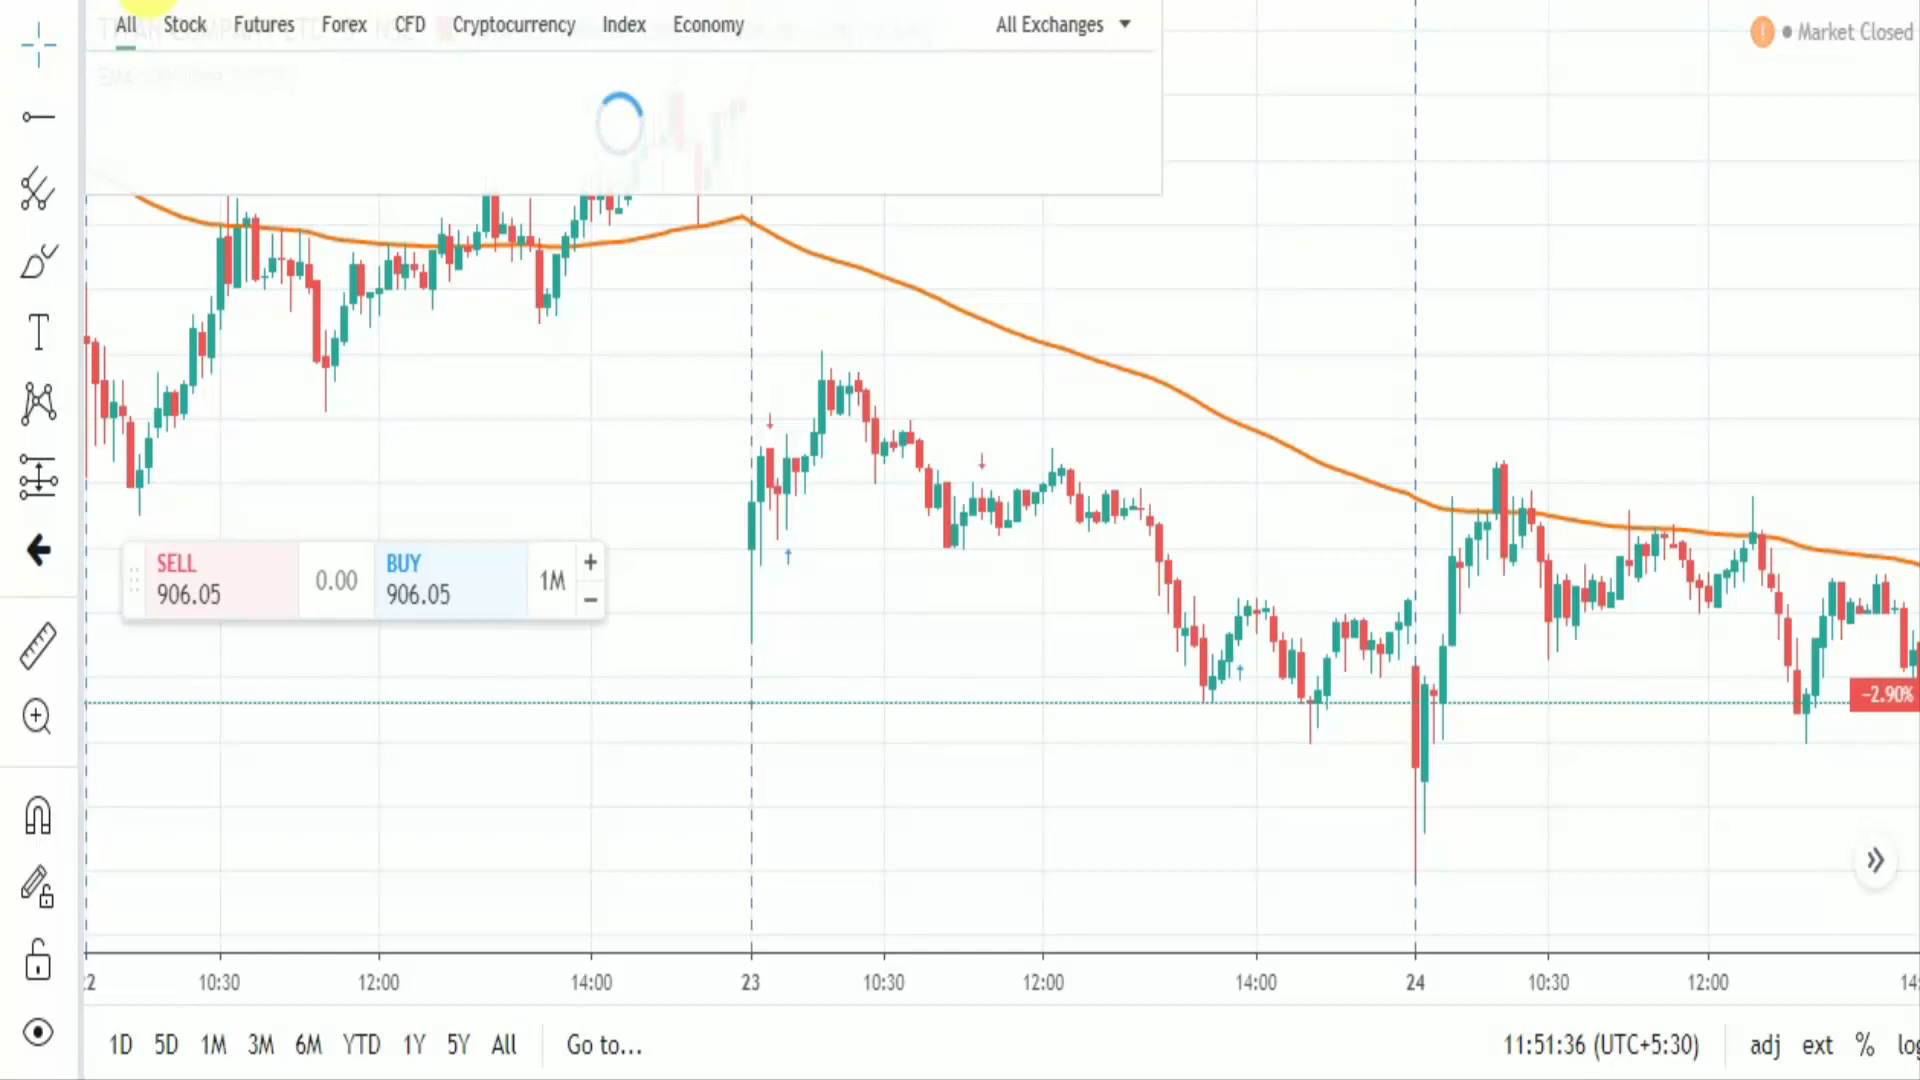 All Stock Futures Forex CFD Cryptocurrency Index Economy All Exchanges
! Market Closed
SELL 906.05
0.00
BUY 906.05
1M + −
−2.90%
10:30 12:00 14:00 23 10:30 12:00 14:00 24 10:30 12:00
1D 5D 1M 3M 6M YTD 1Y 5Y All Go to... 11:51:36 (UTC+5:30) adj ext %